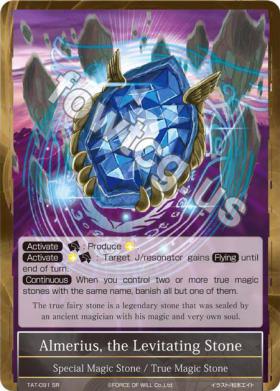 fowtcg.us
Activate : Produce .
Activate : Target J/resonator gains Flying until
end of turn.
Continuous When you control two or more true magic
stones with the same name, banish all but one of them.
The true fairy stone is a legendary stone that was sealed by
an ancient magician with his magic and very own soul.
Almerius, the Levitating Stone
Special Magic Stone / True Magic Stone
TAT-091 SR
©FORCE OF WILL Co.,Ltd.